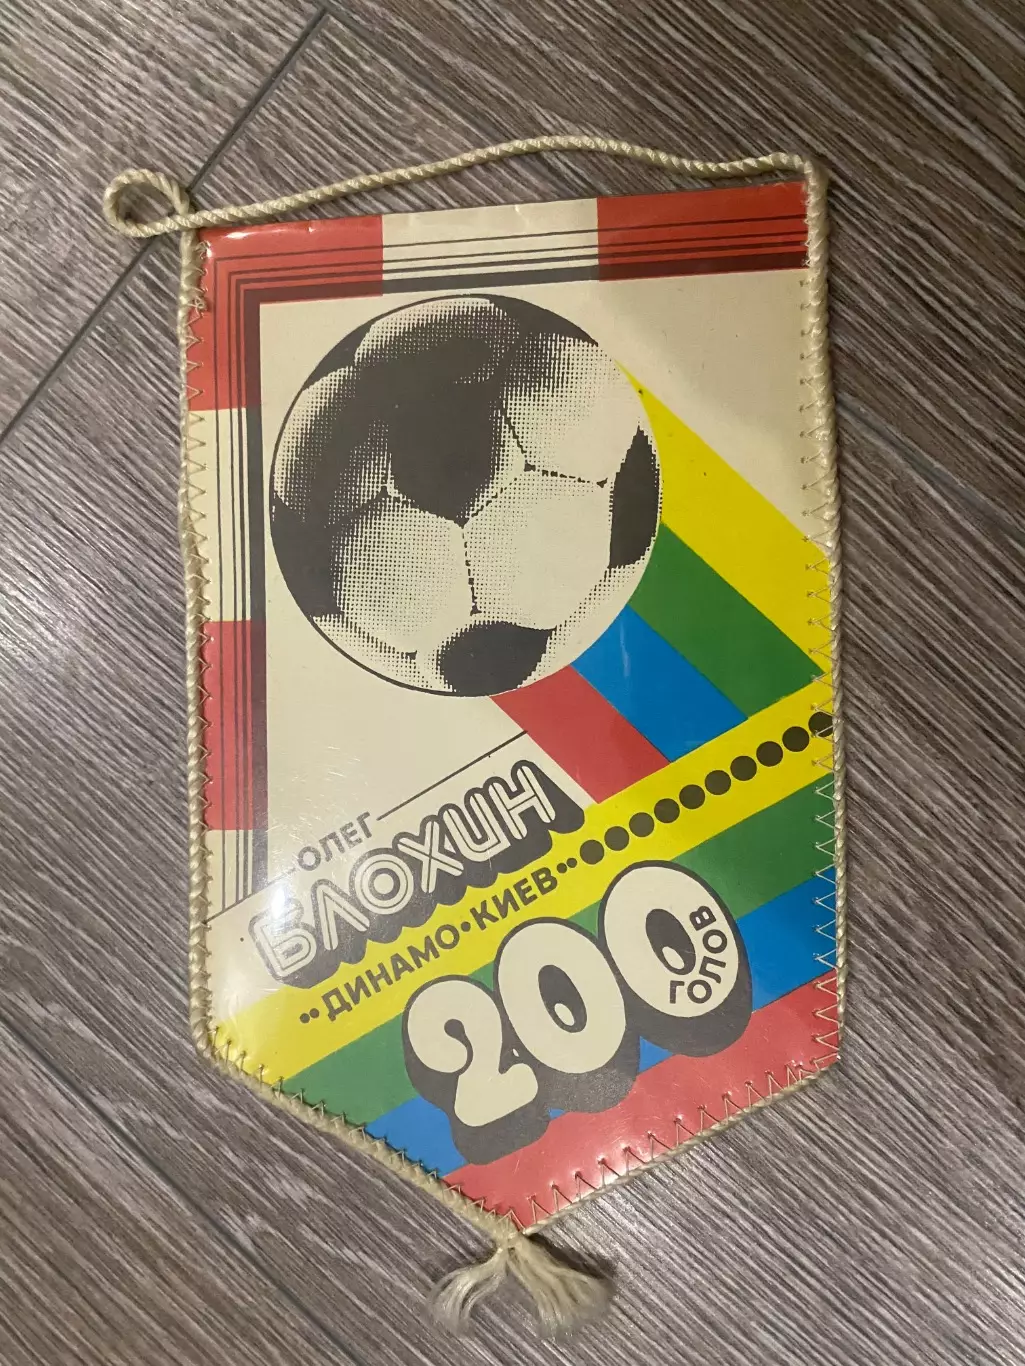 ОЛЕГ
БЛОХИН
„ДИНАМО•КИЕВ”
200
ГОЛОВ